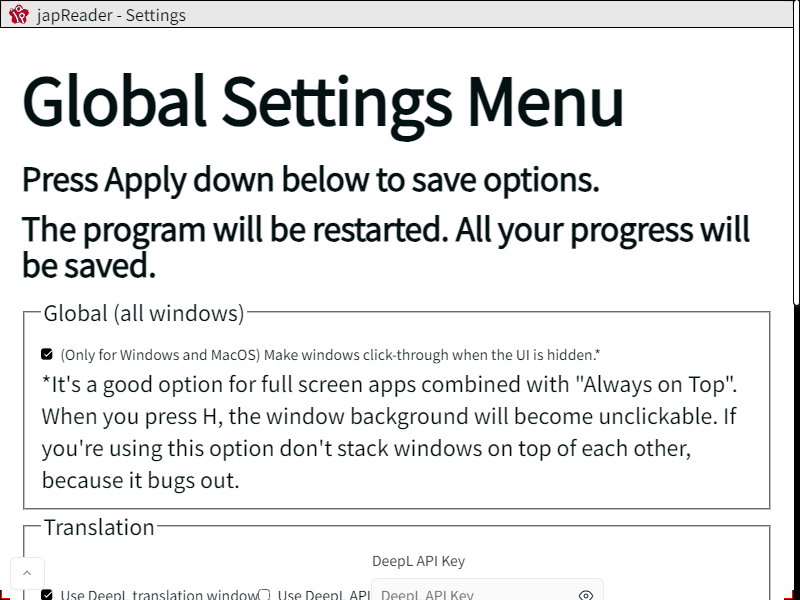 japReader - Settings
Global Settings Menu
Press Apply down below to save options.
The program will be restarted. All your progress will
be saved.
Global (all windows)
(Only for Windows and MacOS) Make windows click-through when the UI is hidden.*
*It's a good option for full screen apps combined with "Always on Top".
When you press H, the window background will become unclickable. If
you're using this option don't stack windows on top of each other,
because it bugs out.
Translation
DeepL API Key
Use DeepL translation window Use DeepL API DeepL API Key